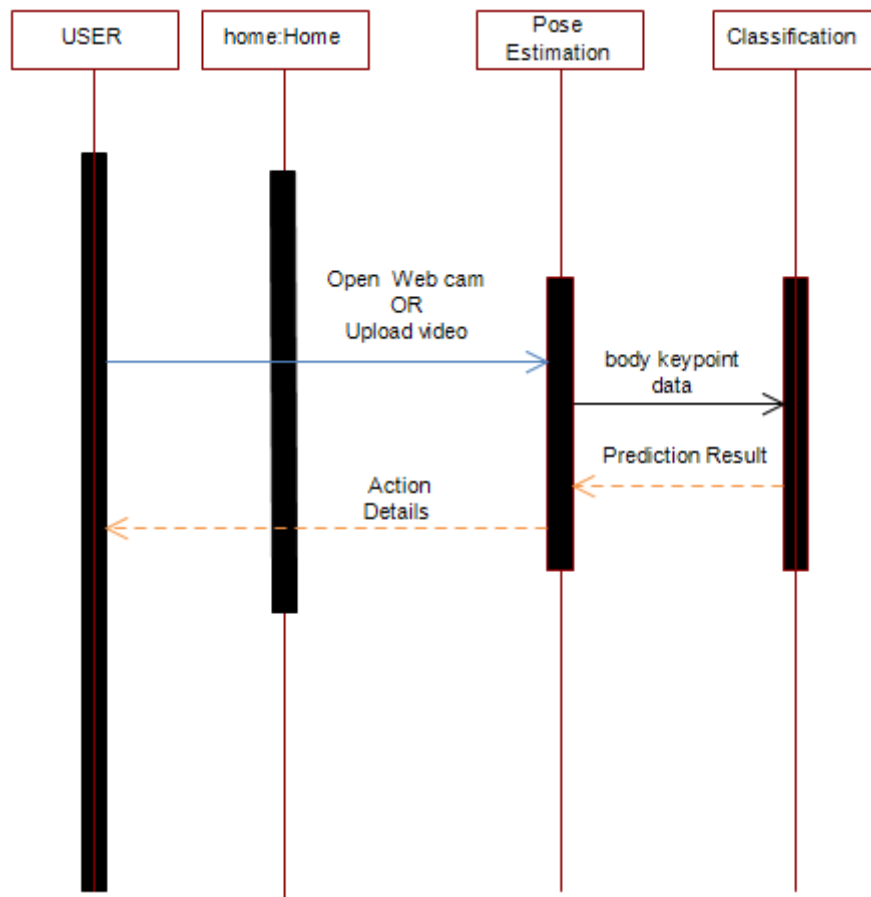 USER
home:Home
Pose
Estimation
Classification
Open Web cam
OR
Upload video
body keypoint
data
Prediction Result
Action
Details